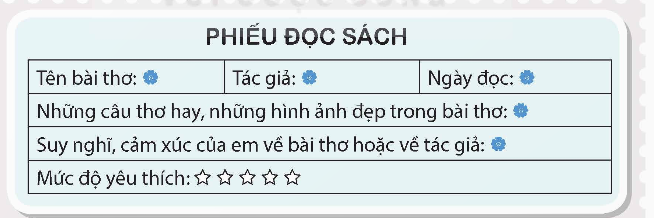 PHIẾU ĐỌC SÁCH
Tên bài thơ: Tác giả: Ngày đọc:
Những câu thơ hay, những hình ảnh đẹp trong bài thơ:
Suy nghĩ, cảm xúc của em về bài thơ hoặc về tác giả:
Mức độ yêu thích: ☆ ☆ ☆ ☆ ☆